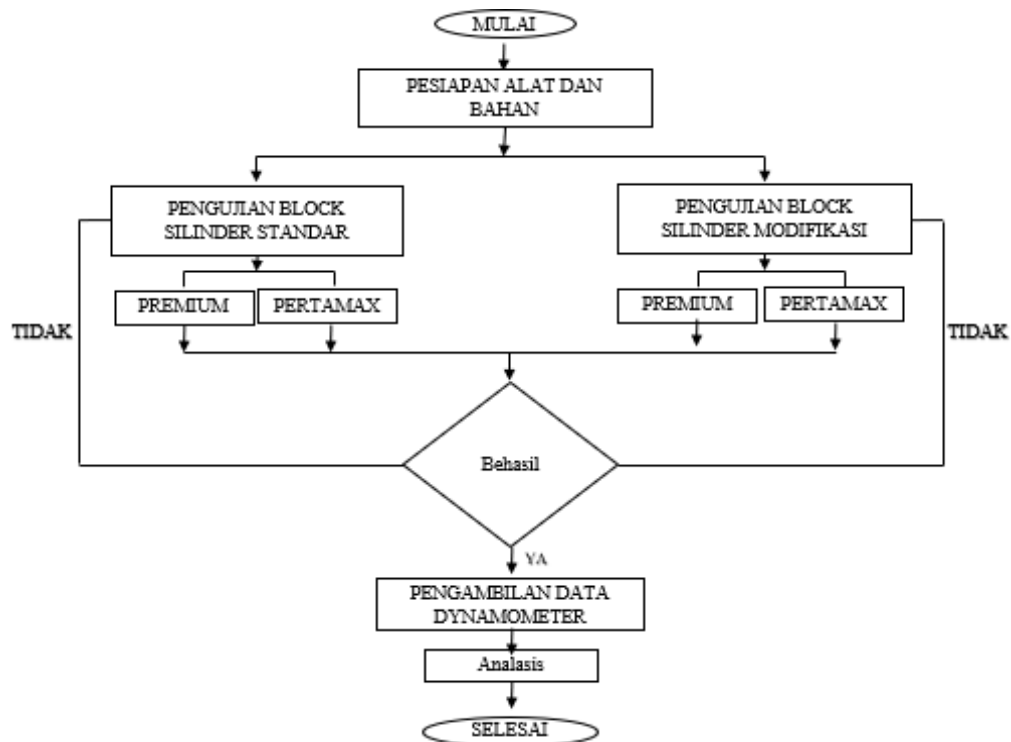 MULAI
PESIAPAN ALAT DAN
BAHAN
PENGUJIAN BLOCK
SILINDER STANDAR
PENGUJIAN BLOCK
SILINDER MODIFIKASI
PREMIUM
PERTAMAX
PREMIUM
PERTAMAX
TIDAK
TIDAK
Behasil
YA
PENGAMBILAN DATA
DYNAMOMETER
Analasis
SELESAI